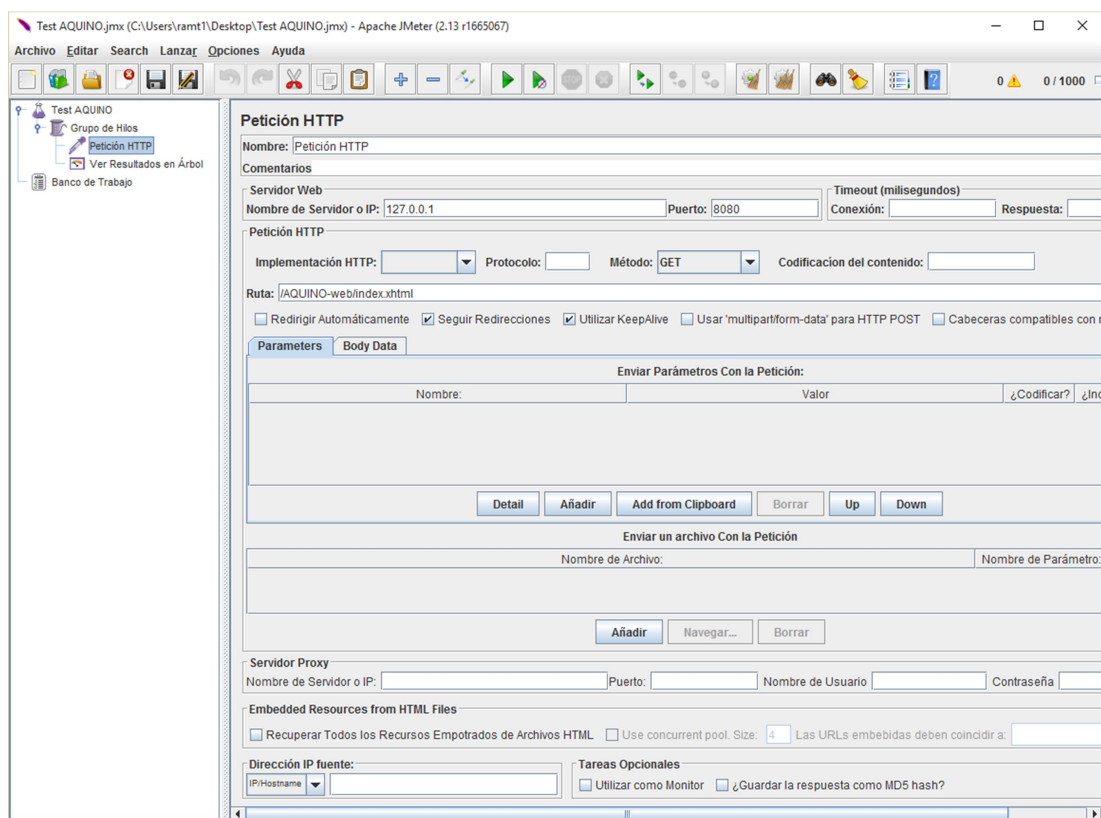 Test AQUINO.jmx (C:\Users\ramt1\Desktop\Test AQUINO.jmx) - Apache JMeter (2.13 r1665067)
Archivo Editar Search Lanzar Opciones Ayuda
0 0 / 1000
Test AQUINO
Grupo de Hilos
Petición HTTP
Ver Resultados en Árbol
Banco de Trabajo
Petición HTTP
Nombre: Petición HTTP
Comentarios
Servidor Web Timeout (milisegundos)
Nombre de Servidor o IP: 127.0.0.1 Puerto: 8080 Conexión: Respuesta:
Petición HTTP
Implementación HTTP: Protocolo: Método: GET Codificacion del contenido:
Ruta: /AQUINO-web/index.xhtml
Redirigir Automáticamente Seguir Redirecciones Utilizar KeepAlive Usar 'multipart/form-data' para HTTP POST Cabeceras compatibles con
Parameters Body Data
Enviar Parámetros Con la Petición:
Nombre: Valor ¿Codificar? ¿Inc
Detail Añadir Add from Clipboard Borrar Up Down
Enviar un archivo Con la Petición
Nombre de Archivo: Nombre de Parámetro:
Añadir Navegar... Borrar
Servidor Proxy
Nombre de Servidor o IP: Puerto: Nombre de Usuario Contraseña
Embedded Resources from HTML Files
Recuperar Todos los Recursos Empotrados de Archivos HTML Use concurrent pool. Size: 4 Las URLs embebidas deben coincidir a:
Dirección IP fuente: Tareas Opcionales
IP/Hostname Utilizar como Monitor ¿Guardar la respuesta como MD5 hash?